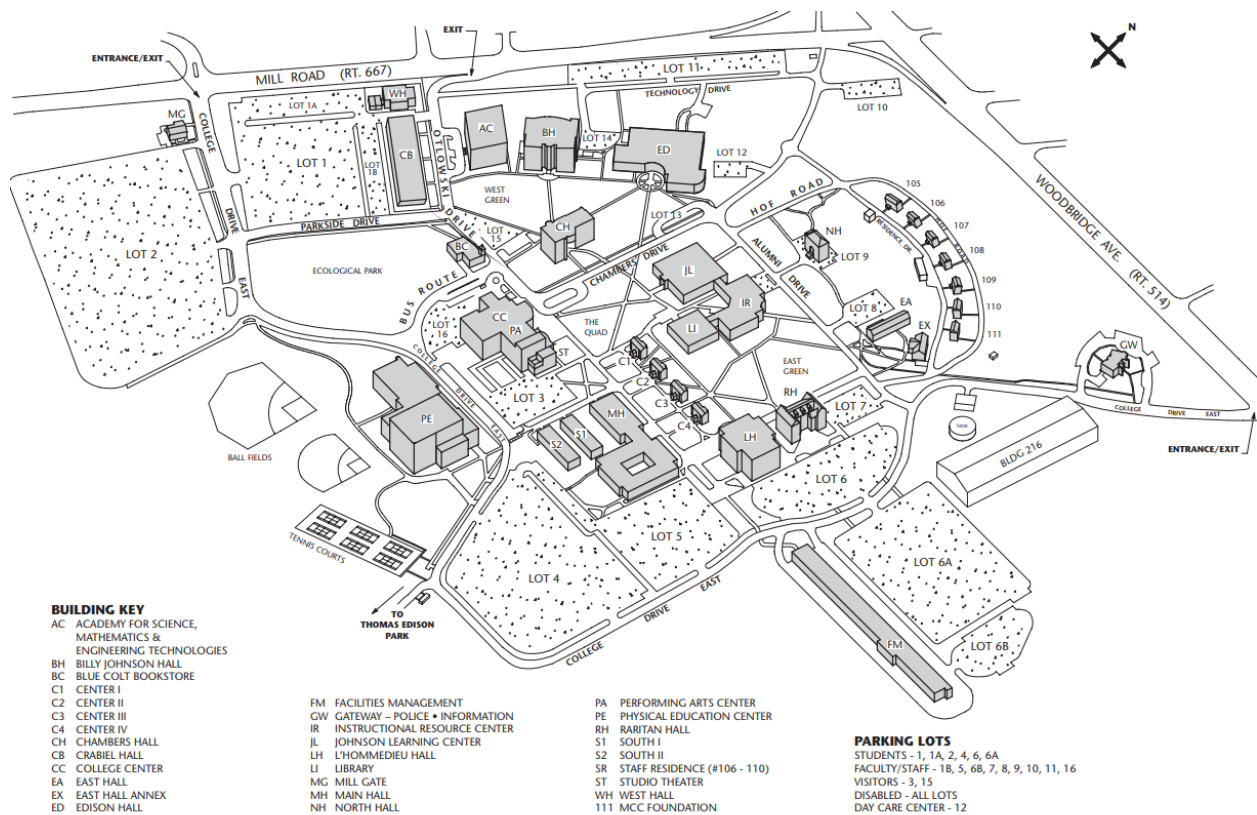 N
EXIT
ENTRANCE/EXIT
MILL ROAD (RT. 667)
LOT 11
TECHNOLOGY DRIVE
LOT 10
WH
LOT 1A
MG
COLLEGE
DRIVE
EAST
AC
BH
LOT 14
ED
LOT 12
LOT 1
LOT
1B
CB
OTLOWSKI
DRIVE
WEST
GREEN
WOODBRIDGE AVE. (RT. 514)
HOF ROAD
105
106
107
108
109
110
111
HOF ROAD
RESIDENCE DR.
LOT 13
NH
LOT 9
PARKSIDE DRIVE
LOT
15
CH
LOT 2
BC
CHAMBERS DRIVE
JL
ALUMNI
DRIVE
ECOLOGICAL PARK
BUS ROUTE
IR
LOT 8
EA
CC
PA
THE
QUAD
LI
EX
LOT
16
ST
C1
EAST
GREEN
GW
COLLEGE
DRIVE
EAST
C2
RH
LOT 3
C3
LOT 7
COLLEGE DRIVE EAST
PE
MH
C4
TANK
S1
S2
LH
ENTRANCE/EXIT
BALL FIELDS
BLDG 216
LOT 6
TENNIS COURTS
LOT 5
LOT 4
LOT 6A
COLLEGE DRIVE EAST
TO
THOMAS EDISON
PARK
FM
LOT 6B
BUILDING KEY
AC ACADEMY FOR SCIENCE,
MATHEMATICS &
ENGINEERING TECHNOLOGIES
BH BILLY JOHNSON HALL
BC BLUE COLT BOOKSTORE
C1 CENTER I
C2 CENTER II
C3 CENTER III
C4 CENTER IV
CH CHAMBERS HALL
CB CRABIEL HALL
CC COLLEGE CENTER
EA EAST HALL
EX EAST HALL ANNEX
ED EDISON HALL
FM FACILITIES MANAGEMENT
GW GATEWAY – POLICE • INFORMATION
IR INSTRUCTIONAL RESOURCE CENTER
JL JOHNSON LEARNING CENTER
LH L'HOMMEDIEU HALL
LI LIBRARY
MG MILL GATE
MH MAIN HALL
NH NORTH HALL
PA PERFORMING ARTS CENTER
PE PHYSICAL EDUCATION CENTER
RH RARITAN HALL
S1 SOUTH I
S2 SOUTH II
SR STAFF RESIDENCE (#106 - 110)
ST STUDIO THEATER
WH WEST HALL
111 MCC FOUNDATION
PARKING LOTS
STUDENTS - 1, 1A, 2, 4, 6, 6A
FACULTY/STAFF - 1B, 5, 6B, 7, 8, 9, 10, 11, 16
VISITORS - 3, 15
DISABLED - ALL LOTS
DAY CARE CENTER - 12